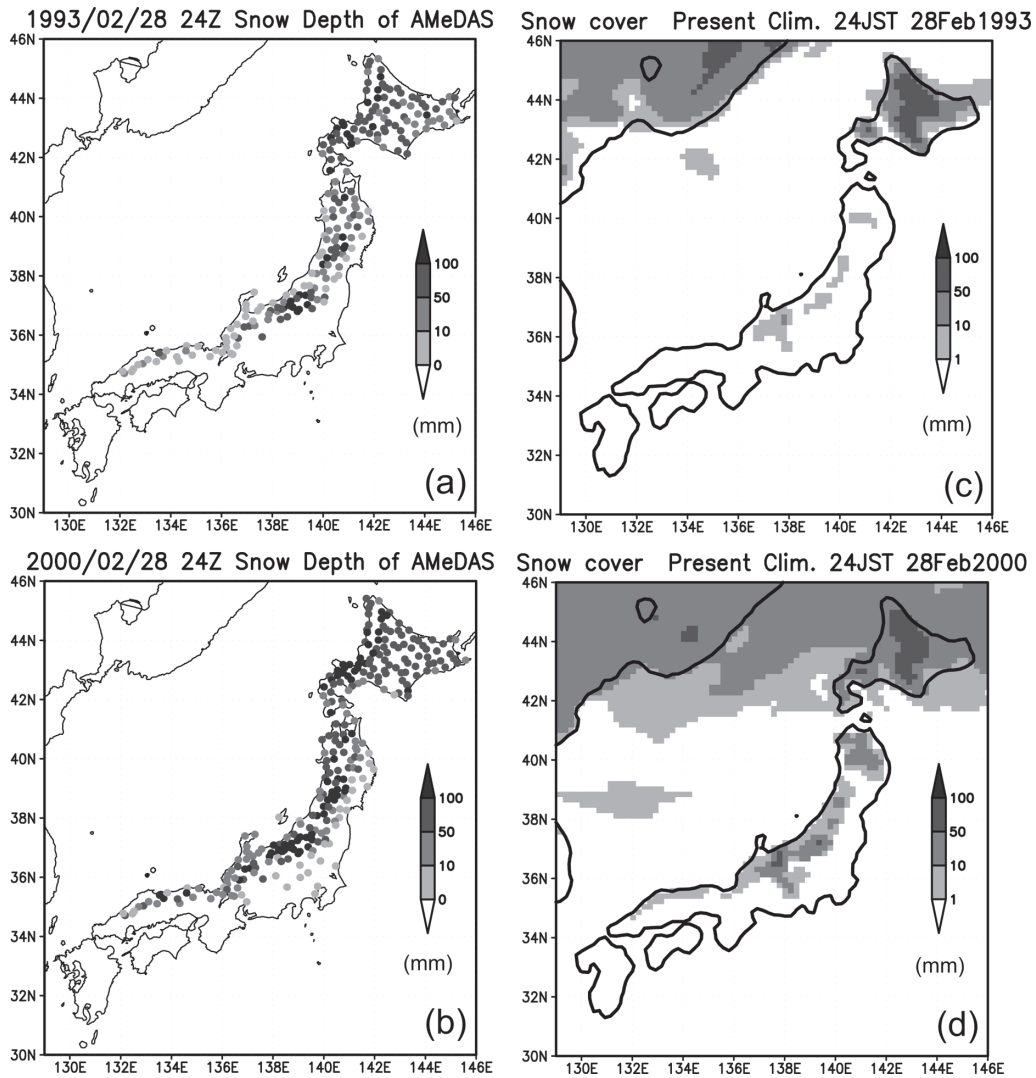 1993/02/28 24Z Snow Depth of AMeDAS
46N
44N
42N
40N
38N
36N
34N
32N
30N
130E 132E 134E 136E 138E 140E 142E 144E 146E
100
50
10
0
(mm)
(a)
Snow cover Present Clim. 24JST 28Feb1993
46N
44N
42N
40N
38N
36N
34N
32N
30N
130E 132E 134E 136E 138E 140E 142E 144E 146E
100
50
10
1
(mm)
(c)
2000/02/28 24Z Snow Depth of AMeDAS
46N
44N
42N
40N
38N
36N
34N
32N
30N
130E 132E 134E 136E 138E 140E 142E 144E 146E
100
50
10
0
(mm)
(b)
Snow cover Present Clim. 24JST 28Feb2000
46N
44N
42N
40N
38N
36N
34N
32N
30N
130E 132E 134E 136E 138E 140E 142E 144E 146E
100
50
10
1
(mm)
(d)